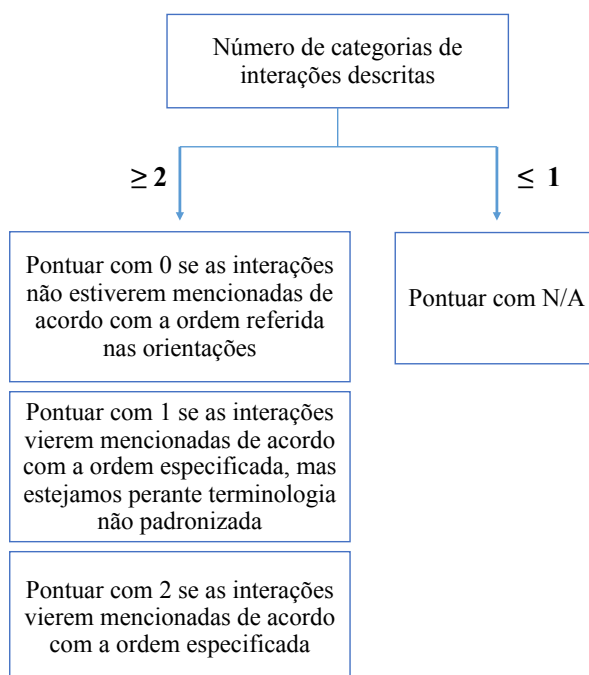 Número de categorias de
interações descritas
≥ 2
≤ 1
Pontuar com 0 se as interações
não estiverem mencionadas de
acordo com a ordem referida
nas orientações
Pontuar com N/A
Pontuar com 1 se as interações
vierem mencionadas de acordo
com a ordem especificada, mas
estejamos perante terminologia
não padronizada
Pontuar com 2 se as interações
vierem mencionadas de acordo
com a ordem especificada